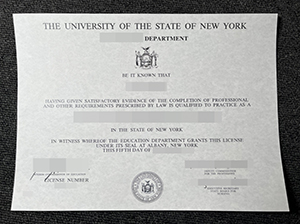 THE UNIVERSITY OF THE STATE OF NEW YORK
DEPARTMENT
BE IT KNOWN THAT
HAVING GIVEN SATISFACTORY EVIDENCE OF THE COMPLETION OF PROFESSIONAL
AND OTHER REQUIREMENTS PRESCRIBED BY LAW IS QUALIFIED TO PRACTICE AS A
IN THE STATE OF NEW YORK
IN WITNESS WHEREOF THE EDUCATION DEPARTMENT GRANTS THIS LICENSE
UNDER ITS SEAL AT ALBANY, NEW YORK
THIS FIFTH DAY OF
LICENSE NUMBER
EXECUTIVE SECRETARY